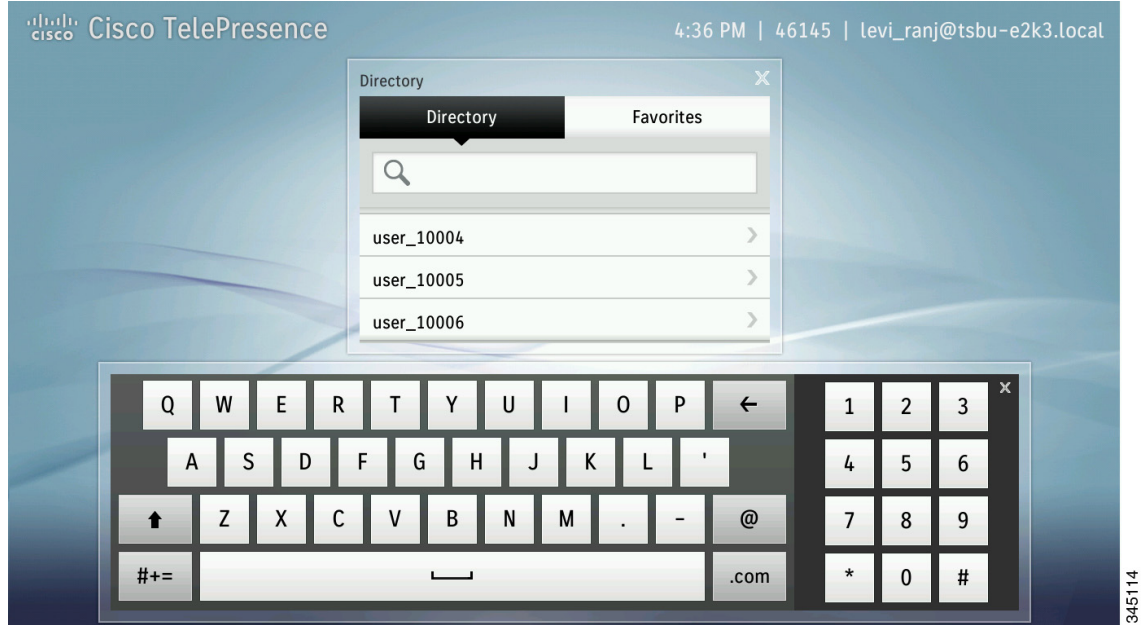 cisco Cisco TelePresence
4:36 PM | 46145 | levi_ranj@tsbu-e2k3.local
Directory X
Directory Favorites
user_10004
user_10005
user_10006
Q W E R T Y U I O P ←
A S D F G H J K L '
Z X C V B N M . - @
#+= .com
1 2 3 X
4 5 6
7 8 9
* 0 #
345114